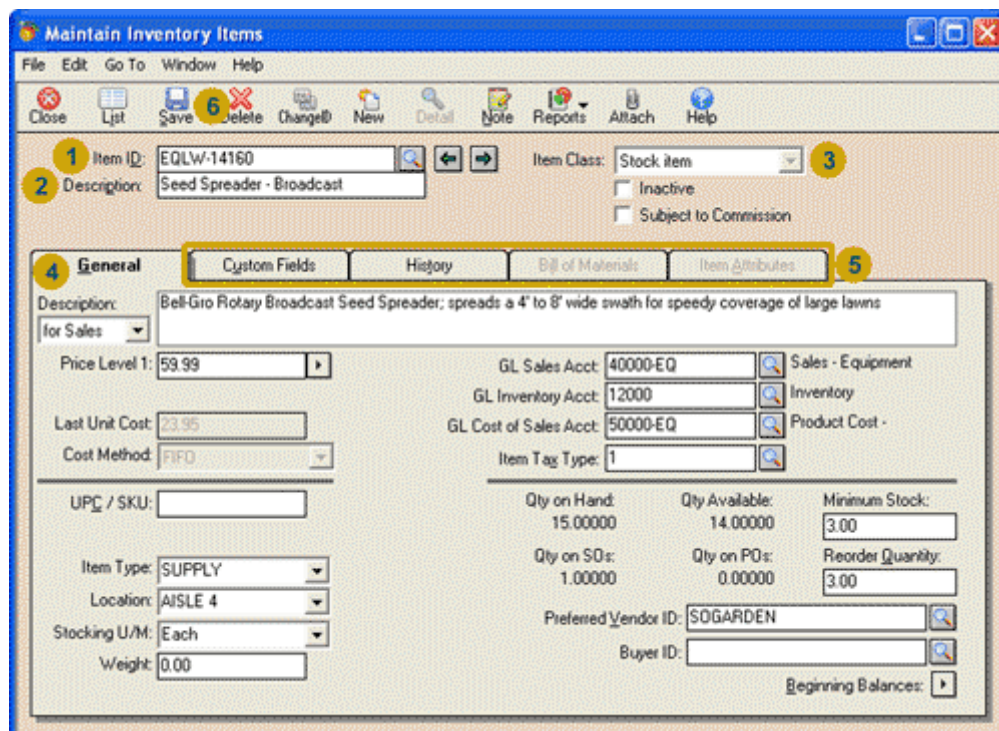 Maintain Inventory Items
File Edit Go To Window Help
Close List Save 6 Delete ChangeID New Detail Note Reports Attach Help
1 Item ID: EQLW-14160 Item Class: Stock item 3
2 Description: Seed Spreader - Broadcast Inactive
Subject to Commission
4 General Custom Fields History Bill of Materials Item Attributes 5
Description: Bell-Gro Rotary Broadcast Seed Spreader; spreads a 4' to 8' wide swath for speedy coverage of large lawns
for Sales
Price Level 1: 59.99 GL Sales Acct: 40000-EQ Sales - Equipment
GL Inventory Acct: 12000 Inventory
Last Unit Cost: 23.95 GL Cost of Sales Acct: 50000-EQ Product Cost -
Cost Method: FIFO Item Tax Type: 1
UPC / SKU: Qty on Hand: Qty Available: Minimum Stock:
15.00000 14.00000 3.00
Item Type: SUPPLY Qty on SOs: Qty on POs: Reorder Quantity:
1.00000 0.00000 3.00
Location: AISLE 4
Preferred Vendor ID: SOGARDEN
Stocking U/M: Each
Buyer ID:
Weight: 0.00
Beginning Balances: